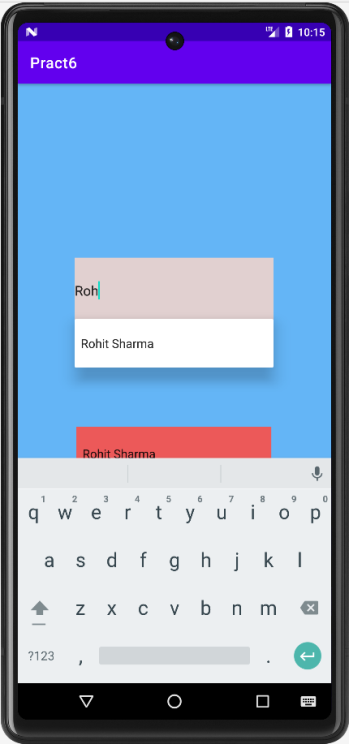 LTE 10:15
Pract6
Roh
Rohit Sharma
Rohit Sharma
1 2 3 4 5 6 7 8 9 0
q w e r t y u i o p
a s d f g h j k l
z x c v b n m
?123 , .